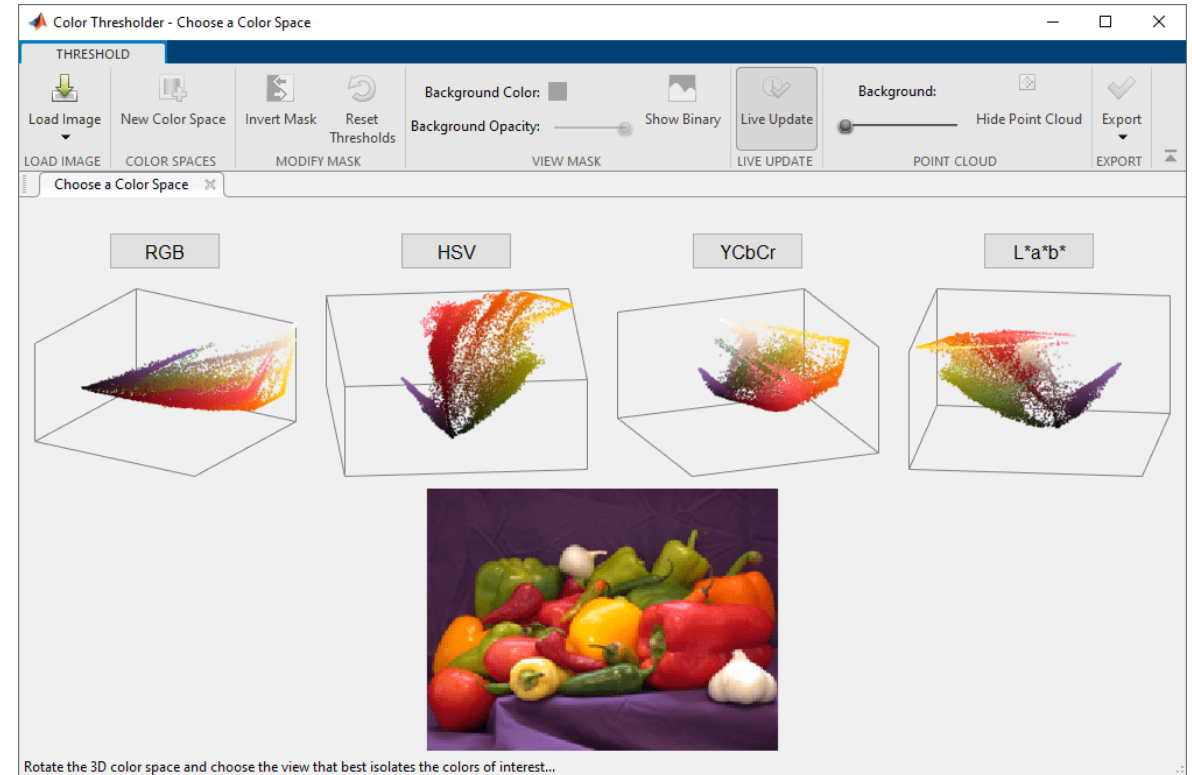 Color Thresholder - Choose a Color Space
THRESHOLD
Load Image
New Color Space
Invert Mask
Reset
Thresholds
Background Color:
Background Opacity:
Show Binary
Live Update
Background:
Hide Point Cloud
Export
LOAD IMAGE
COLOR SPACES
MODIFY MASK
VIEW MASK
LIVE UPDATE
POINT CLOUD
EXPORT
Choose a Color Space
RGB
HSV
YCbCr
L*a*b*
Rotate the 3D color space and choose the view that best isolates the colors of interest...